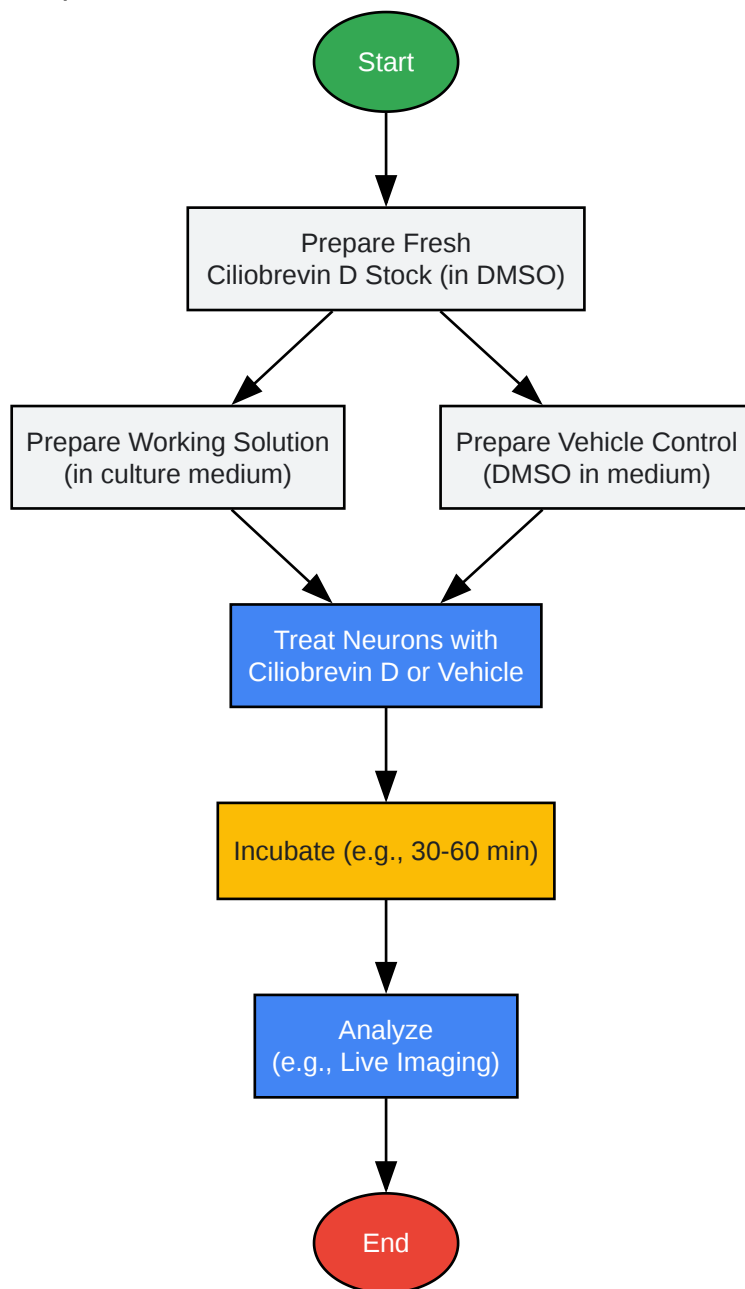 Start
Prepare Fresh
Ciliobrevin D Stock (in DMSO)
Prepare Working Solution
(in culture medium)
Prepare Vehicle Control
(DMSO in medium)
Treat Neurons with
Ciliobrevin D or Vehicle
Incubate (e.g., 30-60 min)
Analyze
(e.g., Live Imaging)
End